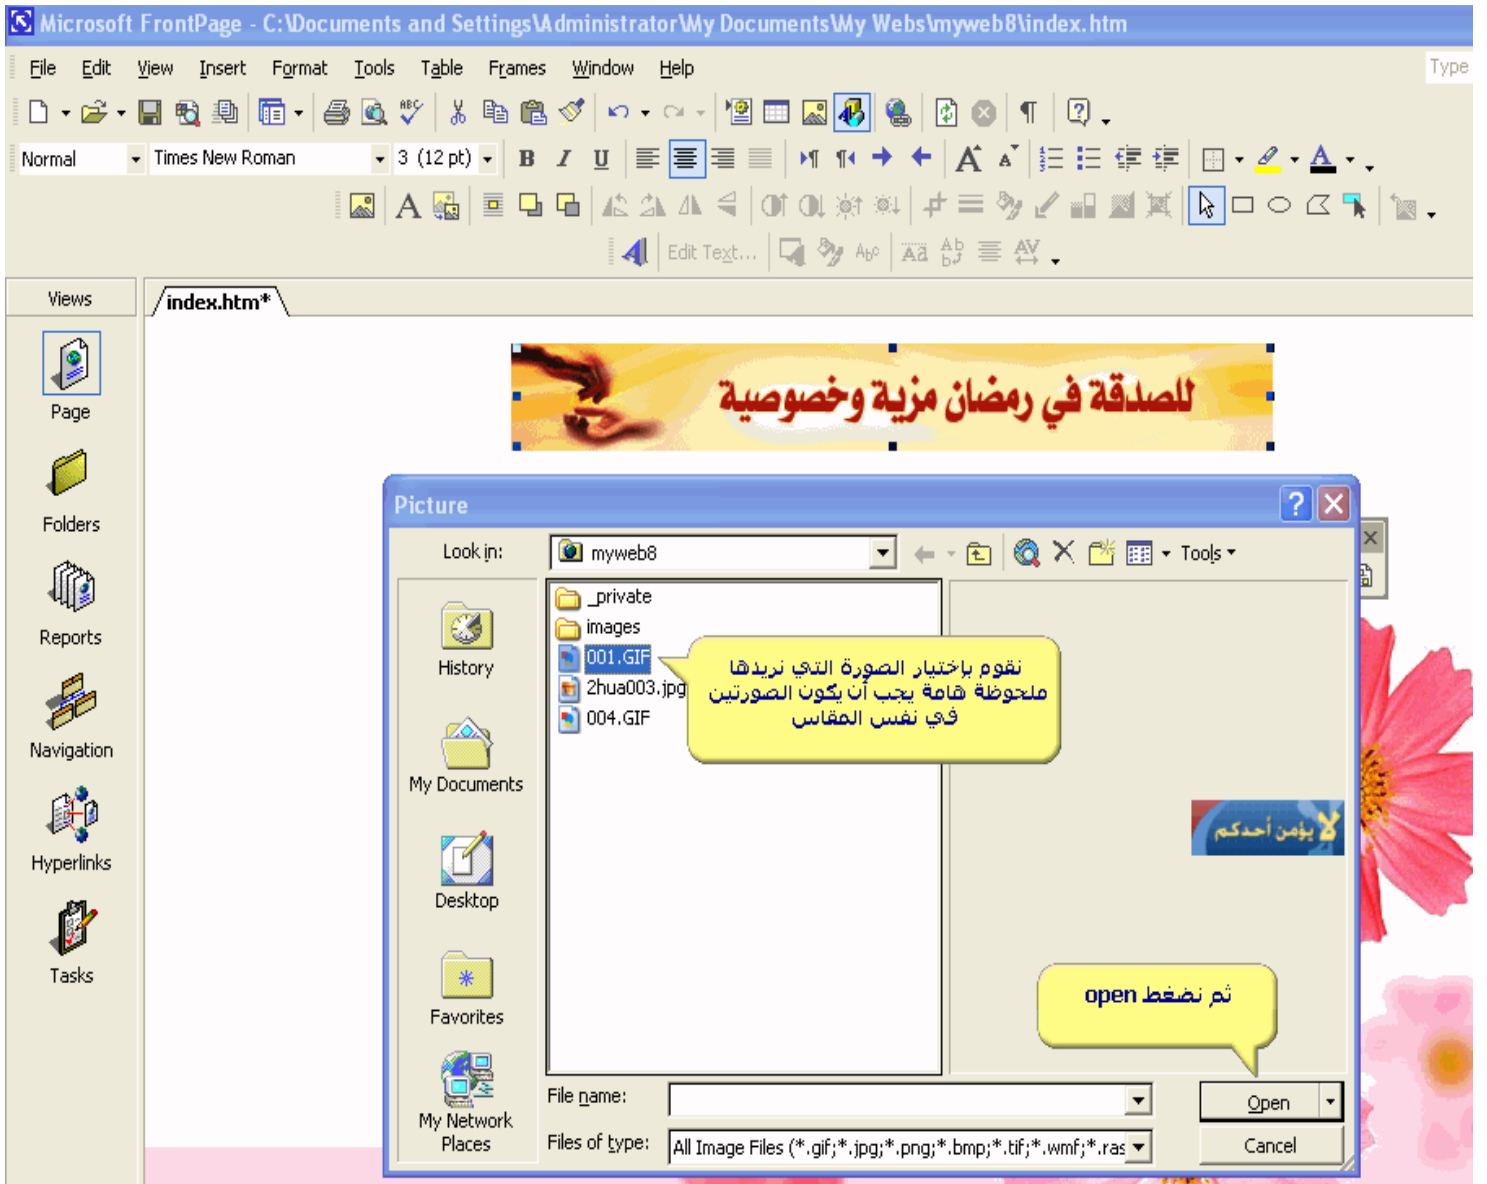 Microsoft FrontPage - C:\Documents and Settings\Administrator\My Documents\My Webs\myweb8\index.htm
File Edit View Insert Format Tools Table Frames Window Help Type
Normal Times New Roman 3 (12 pt) B I U A A A
A
Edit Text... Abc Aa Ab b AV
Views index.htm*
للصدقة في رمضان مزية وخصوصية
Page
Folders
Reports
Navigation
Hyperlinks
Tasks
Picture
Look in: myweb8 Tools
History
My Documents
Desktop
Favorites
My Network
Places
_private
images
001.GIF
2hua003.jpg
004.GIF
نقوم بإختيار الصورة التي نريدها
ملحوظة هامة يجب أن يكون الصورتين
في نفس المقاس
لا يؤمن أحدكم
ثم نضغط open
File name: Open
Files of type: All Image Files (*.gif;*.jpg;*.png;*.bmp;*.tif;*.wmf;*.ras Cancel